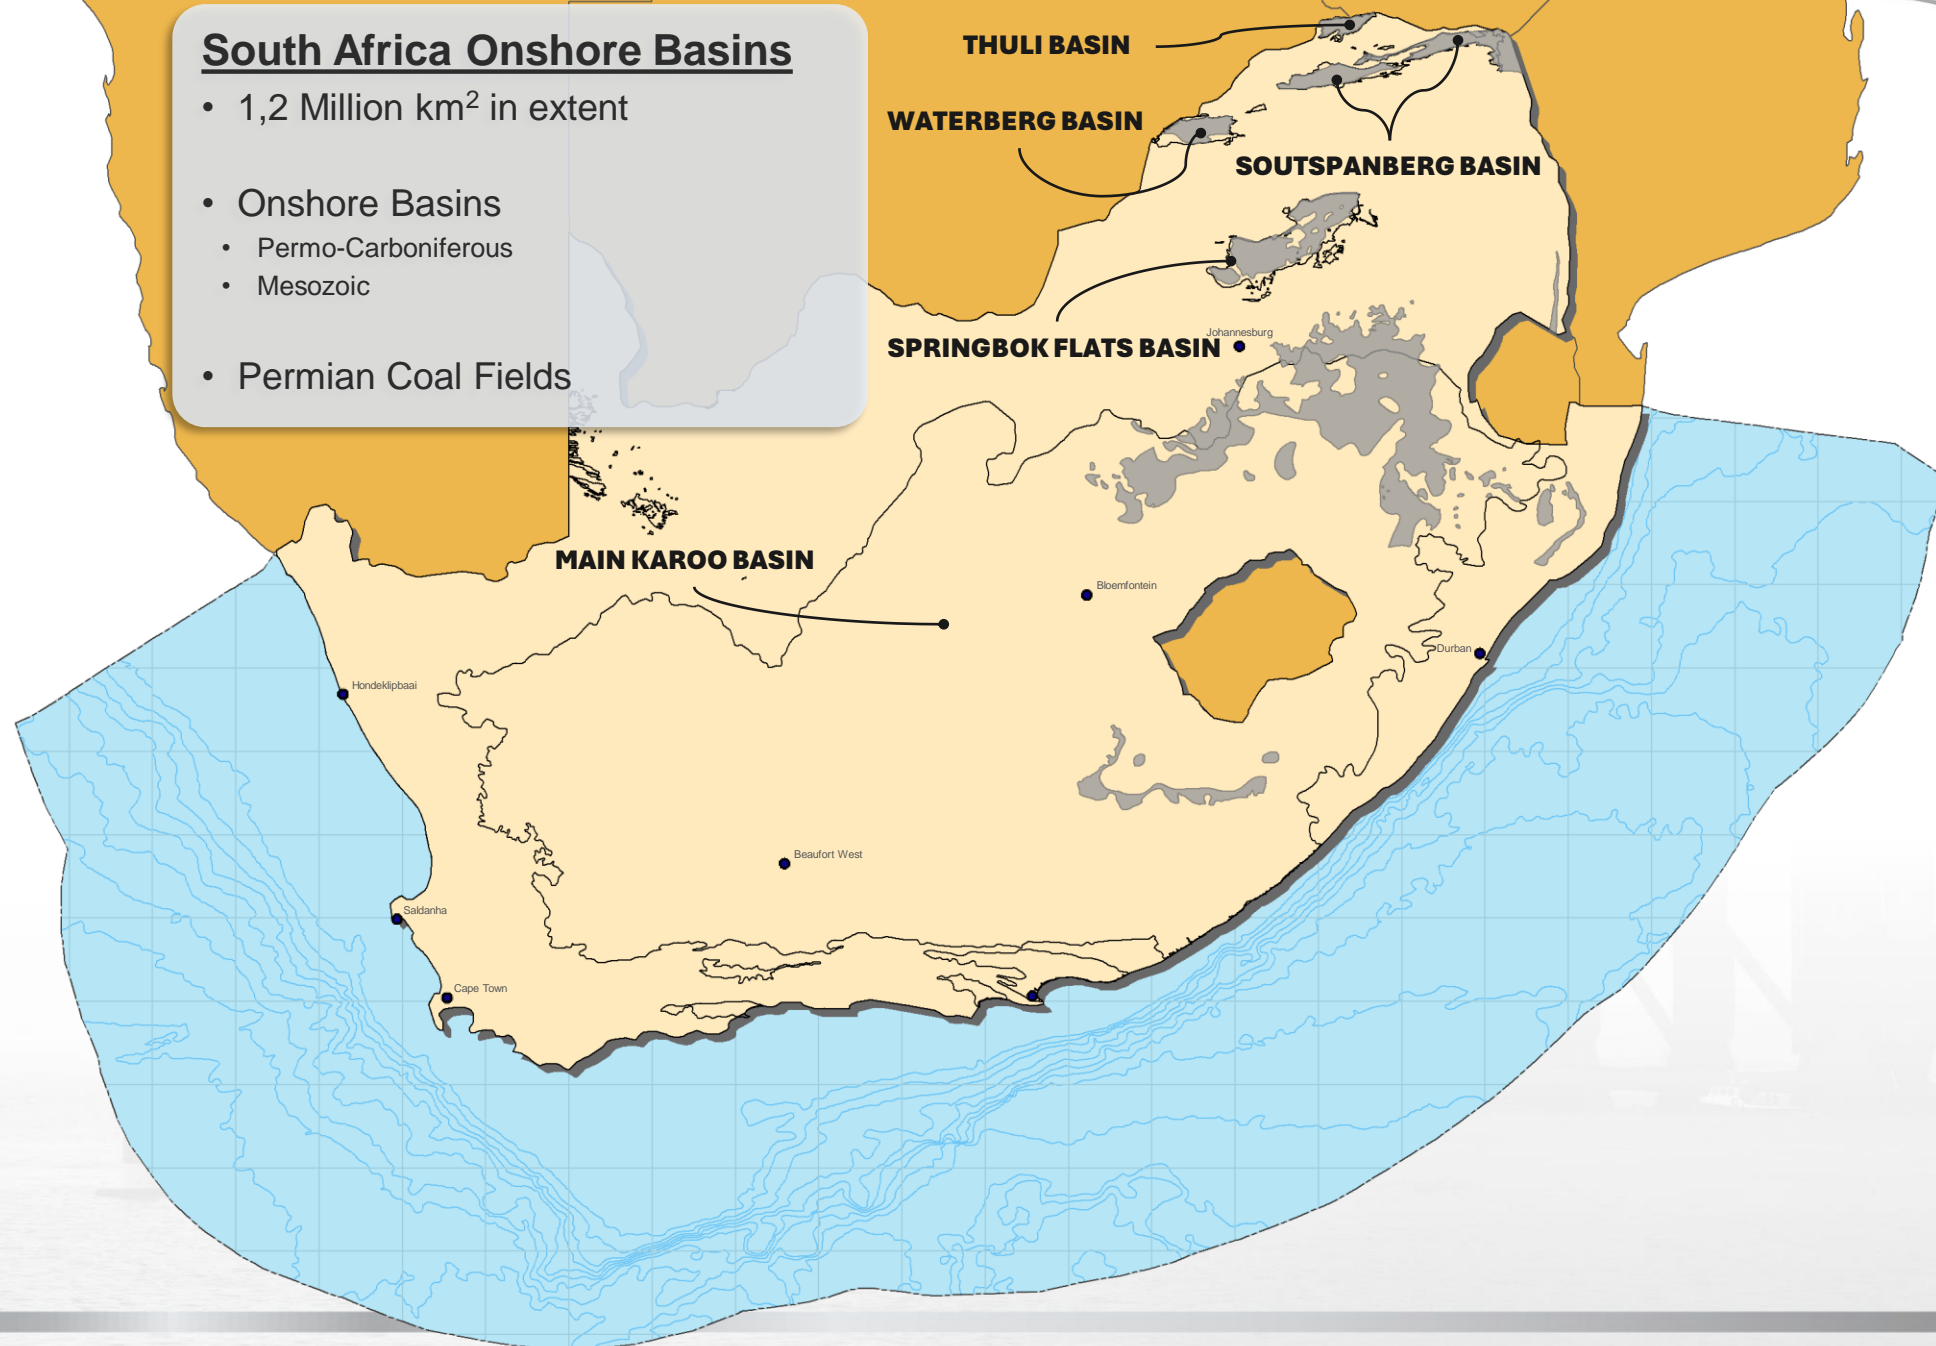 South Africa Onshore Basins
• 1,2 Million km² in extent
• Onshore Basins
• Permo-Carboniferous
• Mesozoic
• Permian Coal Fields
THULI BASIN
WATERBERG BASIN
SOUTSPANBERG BASIN
Johannesburg
SPRINGBOK FLATS BASIN
MAIN KAROO BASIN
Bloemfontein
Durban
Hondeklipbaai
Beaufort West
Saldanha
Cape Town